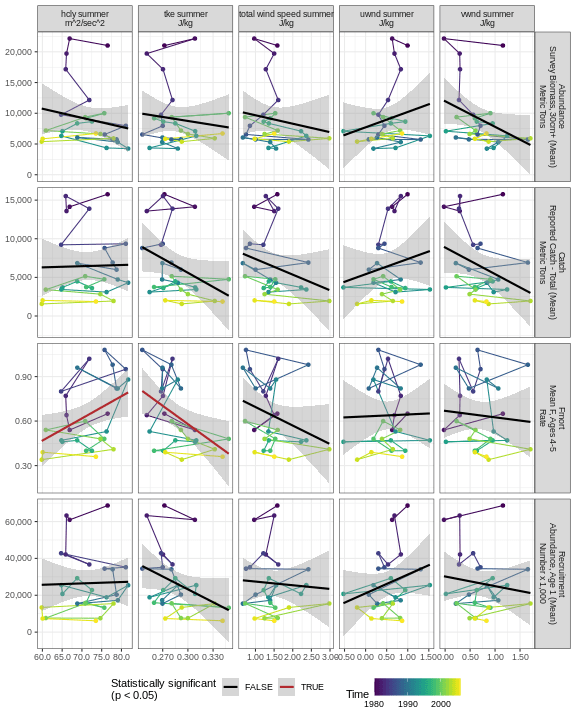 hcly summer
m^2/sec^2
tke summer
J/kg
total wind speed summer
J/kg
uwnd summer
J/kg
vwnd summer
J/kg
20,000
15,000
10,000
5,000
0
Abundance
Survey Biomass, 30cm+ (Mean)
Metric Tons
15,000
10,000
5,000
0
Catch
Reported Catch - Total (Mean)
Metric Tons
0.90
0.60
0.30
Fmort
Mean F, Ages 4-5
Rate
60,000
40,000
20,000
0
Recruitment
Abundance, Age 1 (Mean)
Number x 1,000
60.0 65.0 70.0 75.0 80.0
0.270 0.300 0.330
1.00 1.50 2.00 2.50 3.00
0.50 0.00 0.50 1.00 1.50
0.00 0.50 1.00 1.50
Statistically significant
(p < 0.05)
FALSE
TRUE
Time
1980 1990 2000